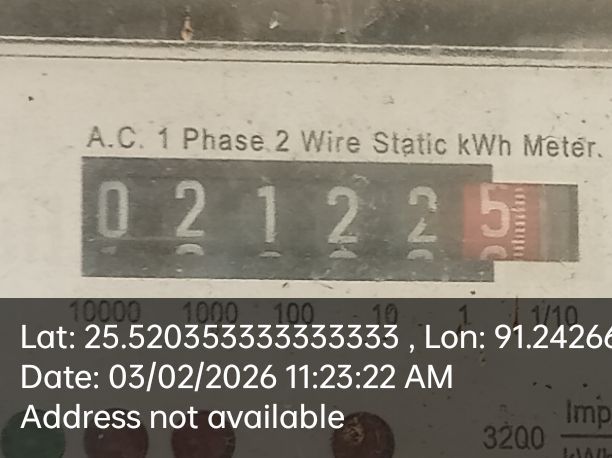 A.C. 1 Phase 2 Wire Static kWh Meter.
0 2 1 2 2 5
10000 1000 100 10 1 1/10
Lat: 25.520353333333333 , Lon: 91.24266
Date: 03/02/2026 11:23:22 AM
Address not available
Imp
3200
kWh